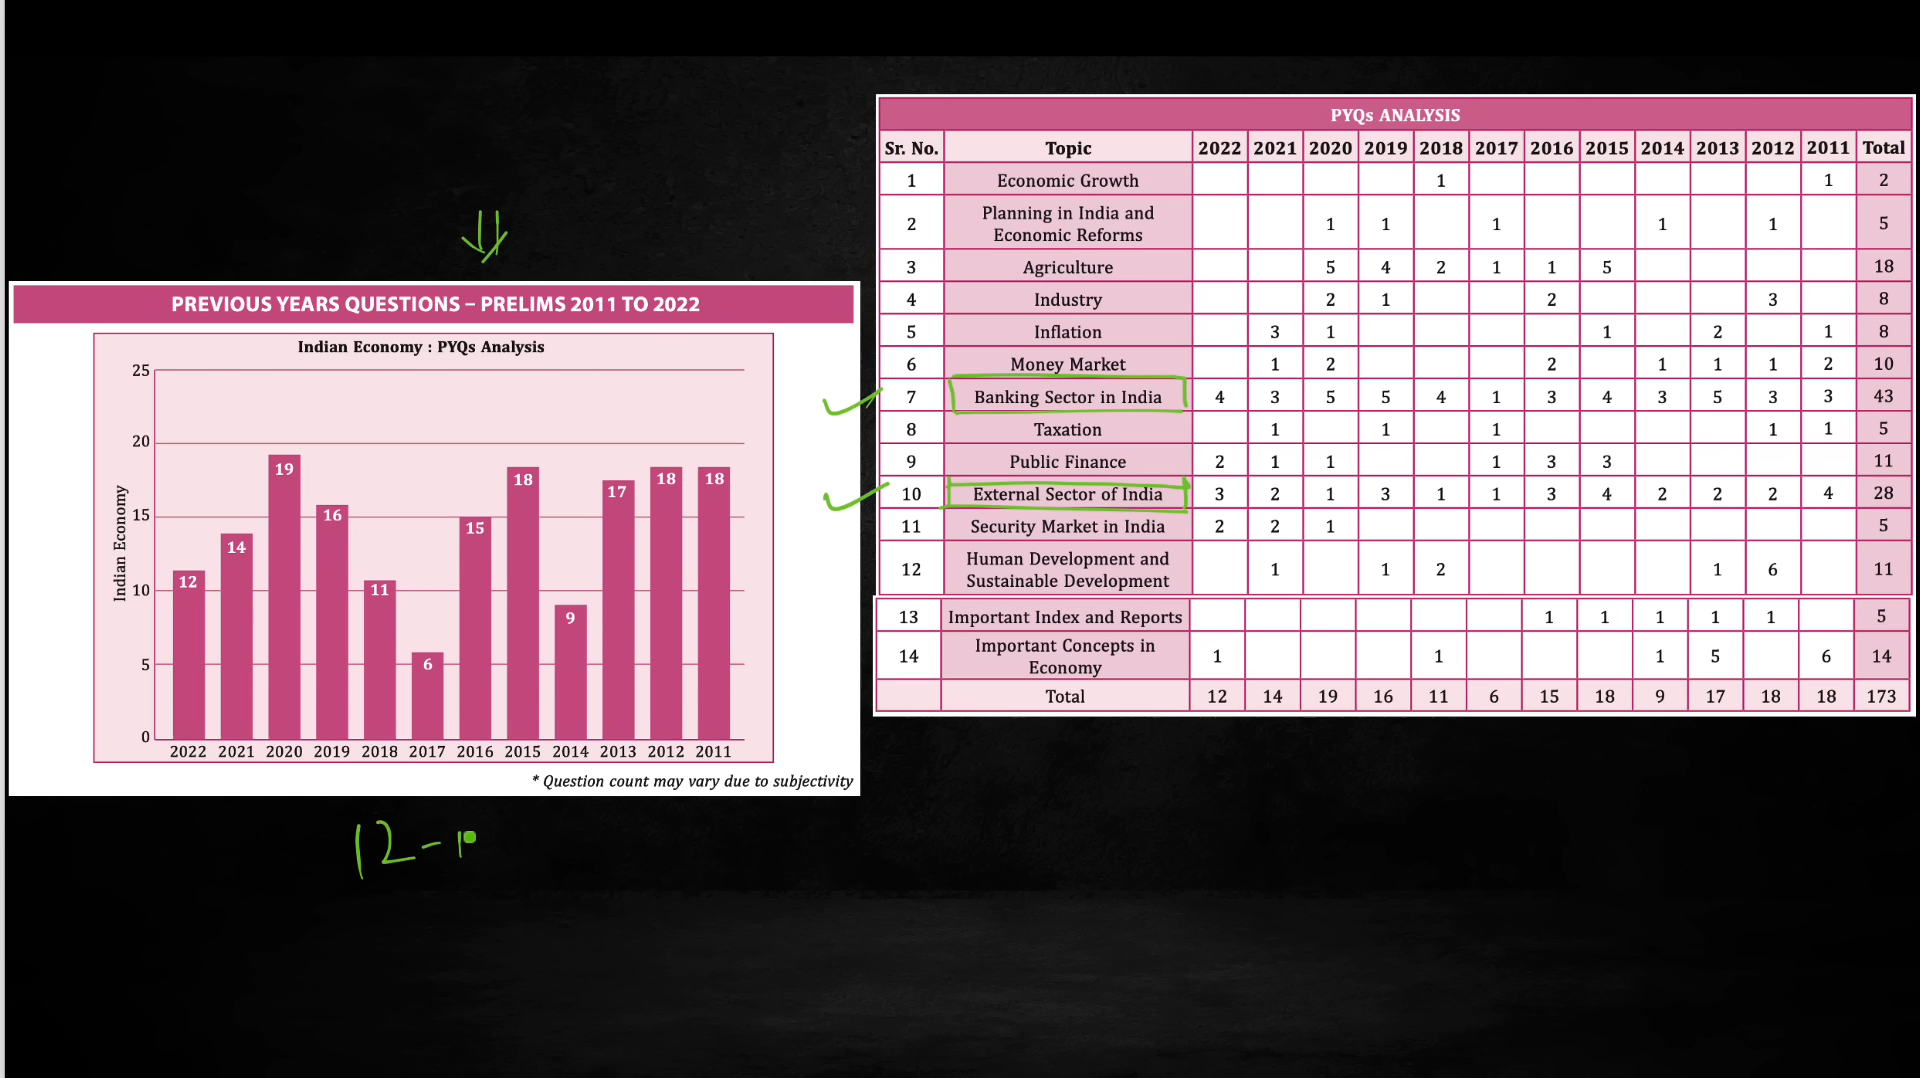 PREVIOUS YEARS QUESTIONS – PRELIMS 2011 TO 2022
Indian Economy : PYQs Analysis
Indian Economy
25
20
15
10
5
0
12
14
19
16
11
6
15
18
9
17
18
18
2022 2021 2020 2019 2018 2017 2016 2015 2014 2013 2012 2011
* Question count may vary due to subjectivity
12 -
PYQs ANALYSIS
Sr. No. Topic 2022 2021 2020 2019 2018 2017 2016 2015 2014 2013 2012 2011 Total
1 Economic Growth 1 1 2
Planning in India and
2 Economic Reforms 1 1 1 1 1 5
3 Agriculture 5 4 2 1 1 5 18
4 Industry 2 1 2 3 8
5 Inflation 3 1 1 2 1 8
6 Money Market 1 2 2 1 1 1 2 10
7 Banking Sector in India 4 3 5 5 4 1 3 4 3 5 3 3 43
8 Taxation 1 1 1 1 1 5
9 Public Finance 2 1 1 1 3 3 11
10 External Sector of India 3 2 1 3 1 1 3 4 2 2 2 4 28
11 Security Market in India 2 2 1 5
Human Development and
12 Sustainable Development 1 1 2 1 6 11
13 Important Index and Reports 1 1 1 1 1 5
Important Concepts in
14 Economy 1 1 1 5 6 14
Total 12 14 19 16 11 6 15 18 9 17 18 18 173